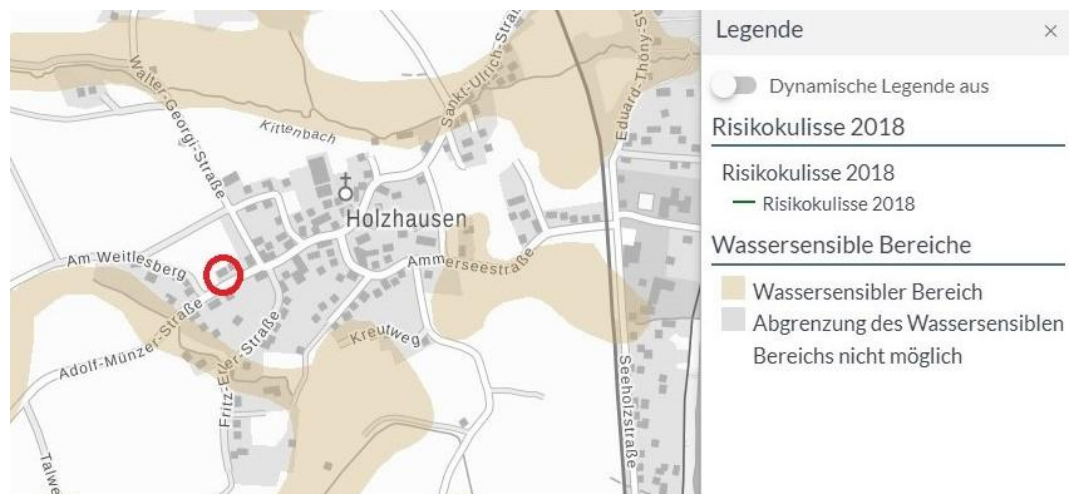 Walter-Georgi-Straße
Kittenbach
Sankt-Ulrich-Straß
Eduard-Thöny-St
Holzhausen
Am Weitlesberg
Ammerseestraße
Adolf-Münzer-Straße
Fritz-Erler-Straße
Kreutweg
Seeholzstraße
Talwe
Legende ×
Dynamische Legende aus
Risikokulisse 2018
Risikokulisse 2018
Risikokulisse 2018
Wassersensible Bereiche
Wassersensibler Bereich
Abgrenzung des Wassersensiblen
Bereichs nicht möglich